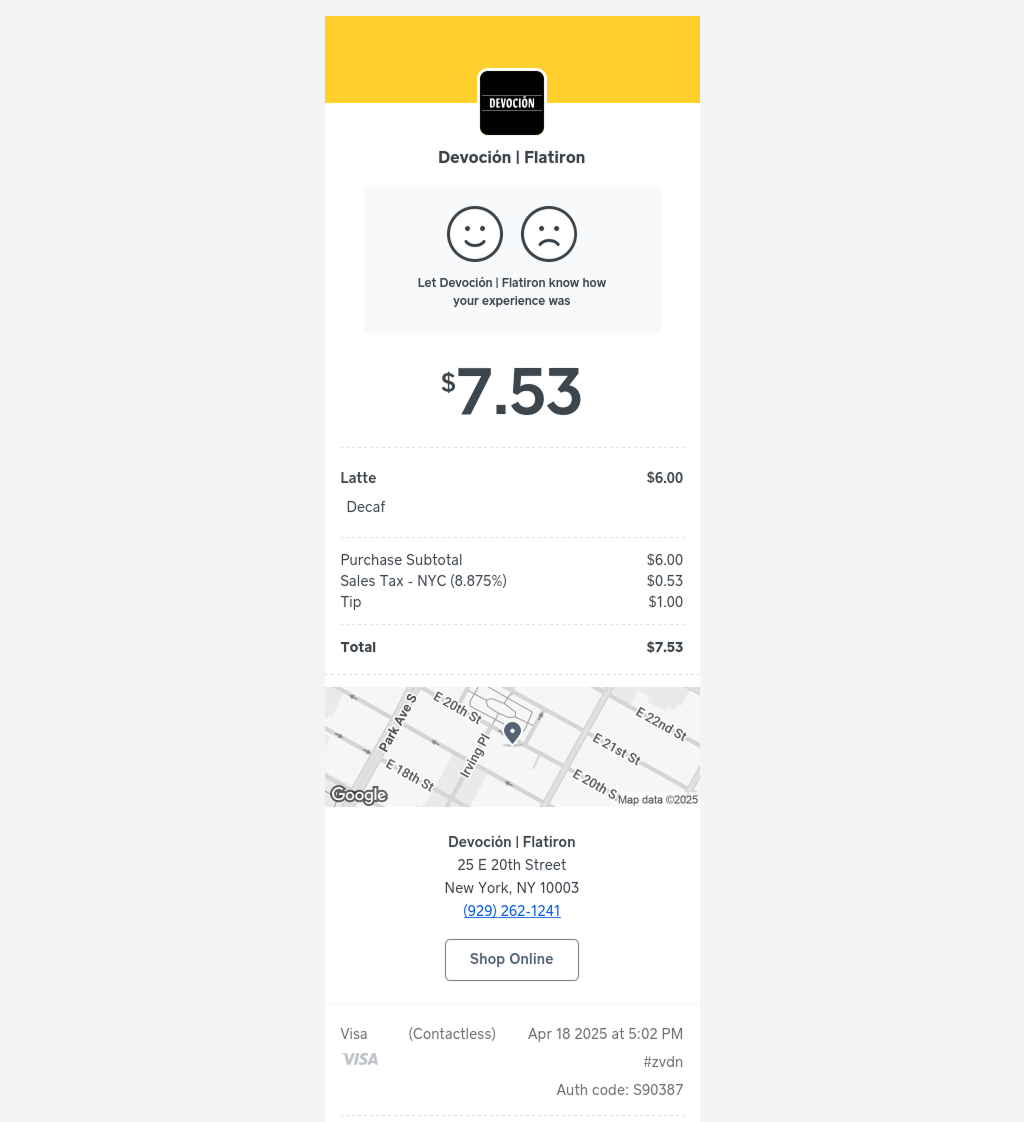 DEVOCIÓN
Devoción | Flatiron
Let Devoción | Flatiron know how
your experience was
$7.53
Latte $6.00
Decaf
Purchase Subtotal $6.00
Sales Tax - NYC (8.875%) $0.53
Tip $1.00
Total $7.53
Park Ave S
E 20th St
E 22nd St
Irving Pl
E 21st St
E 18th St
E 20th S
Google
Map data ©2025
Devoción | Flatiron
25 E 20th Street
New York, NY 10003
(929) 262-1241
Shop Online
Visa (Contactless) Apr 18 2025 at 5:02 PM
VISA #zvdn
Auth code: S90387